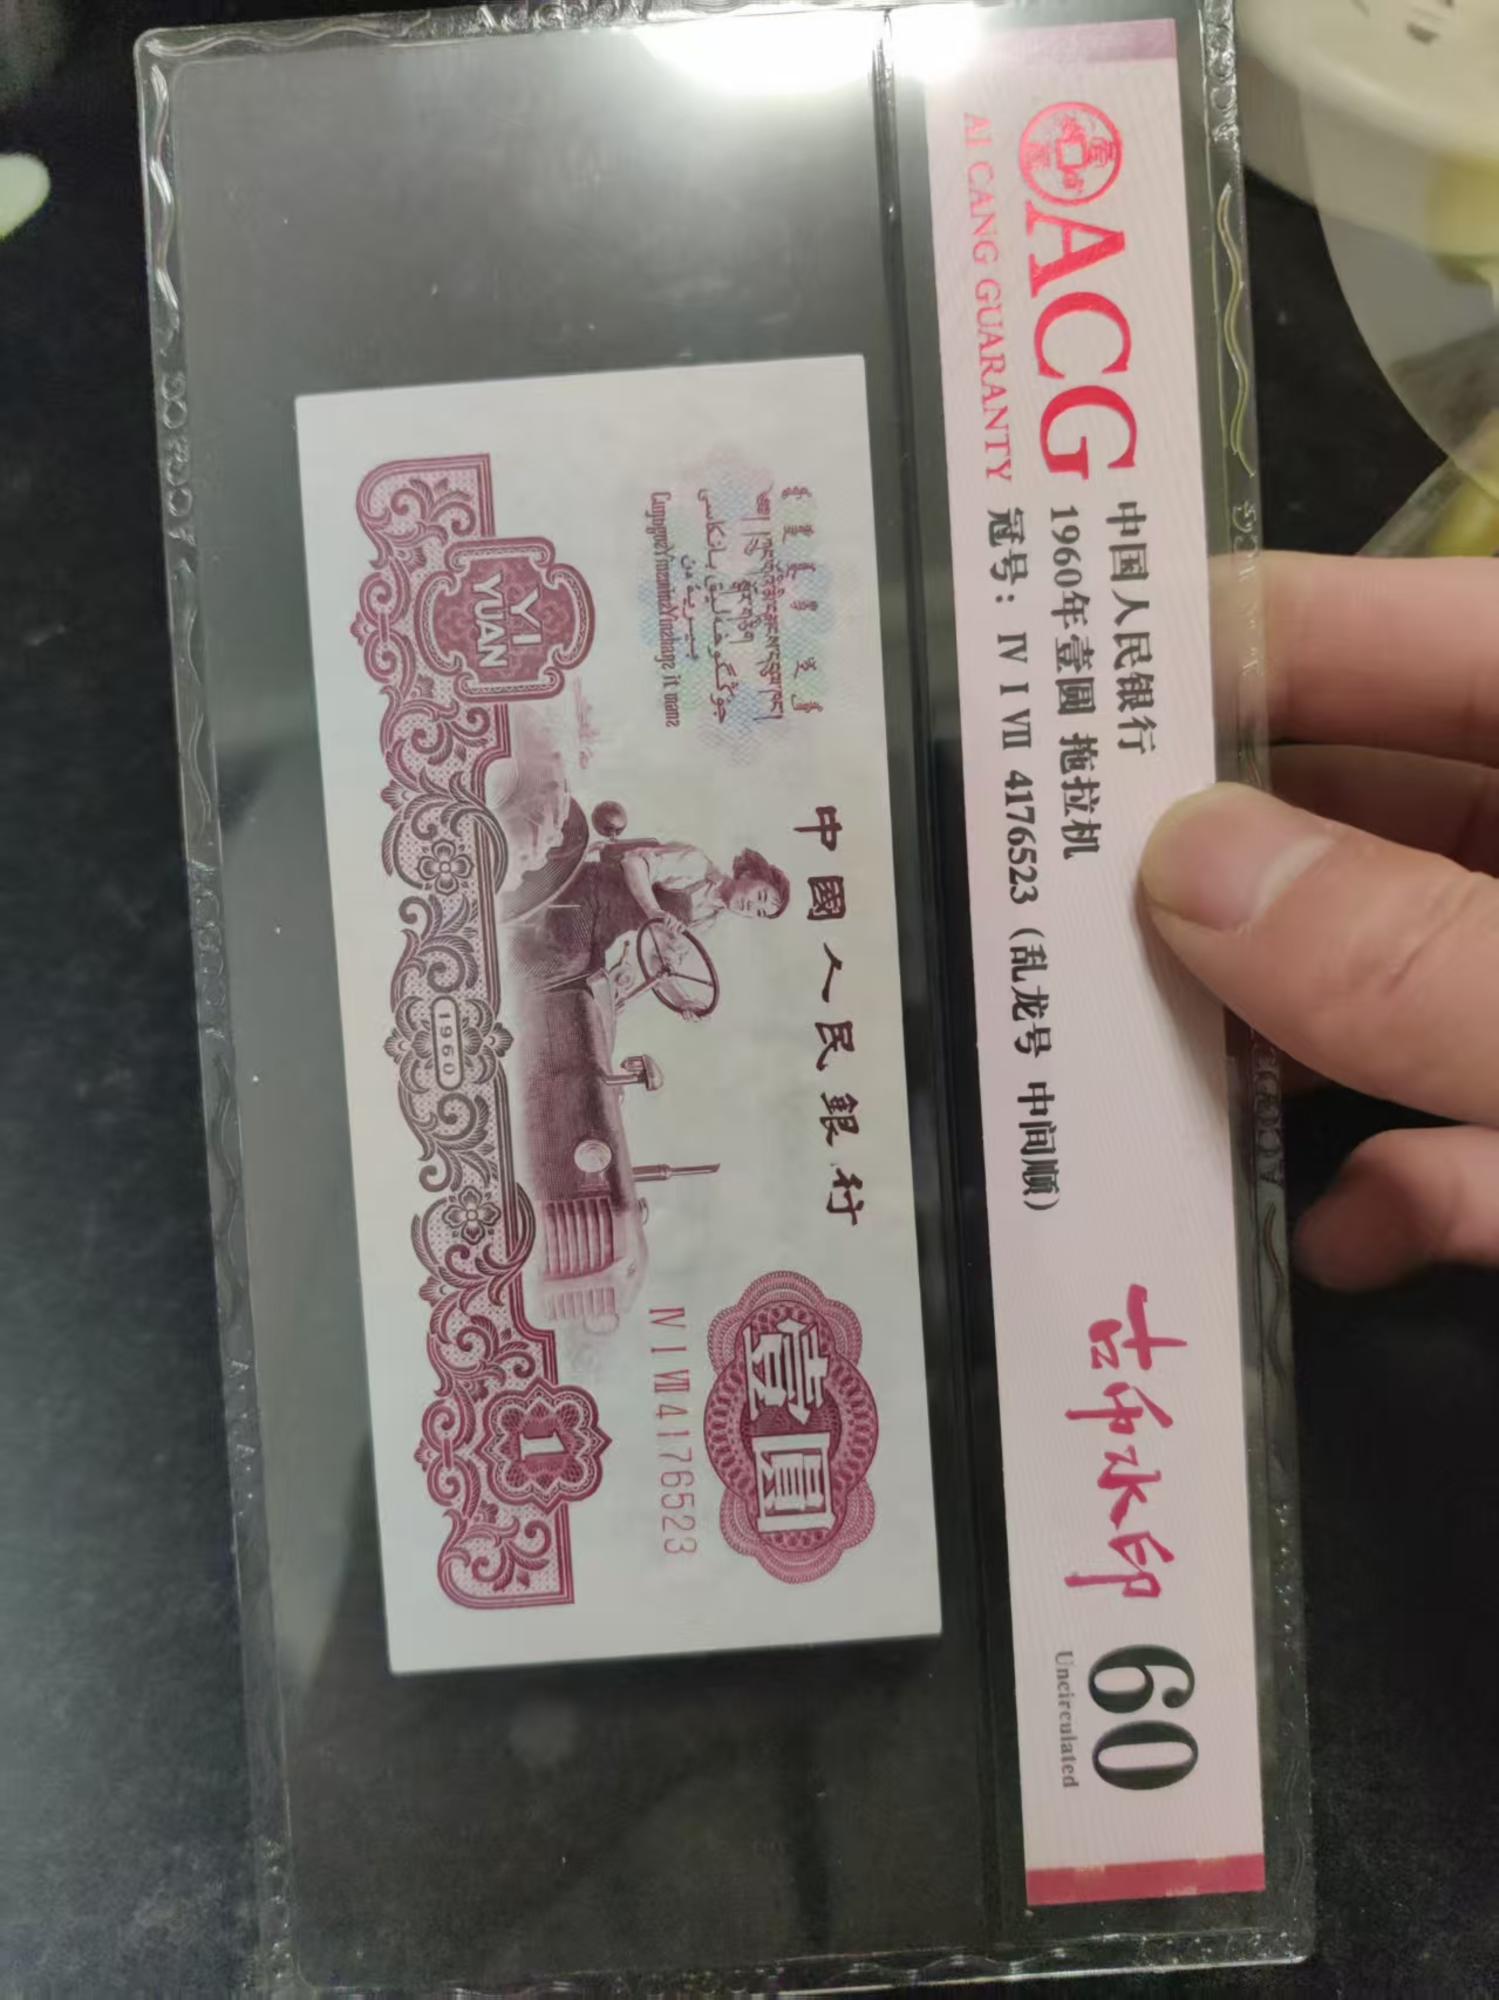 ACG
AI CANG GUARANTY
中国人民银行
1960年壹圆 拖拉机
冠号：Ⅳ Ⅰ Ⅶ 4176523（乱龙号 中间顺）
古币水印
60
Uncirculated
中國人民銀行
壹圓
ⅣⅠⅦ4176523
YI
YUAN
1960
1